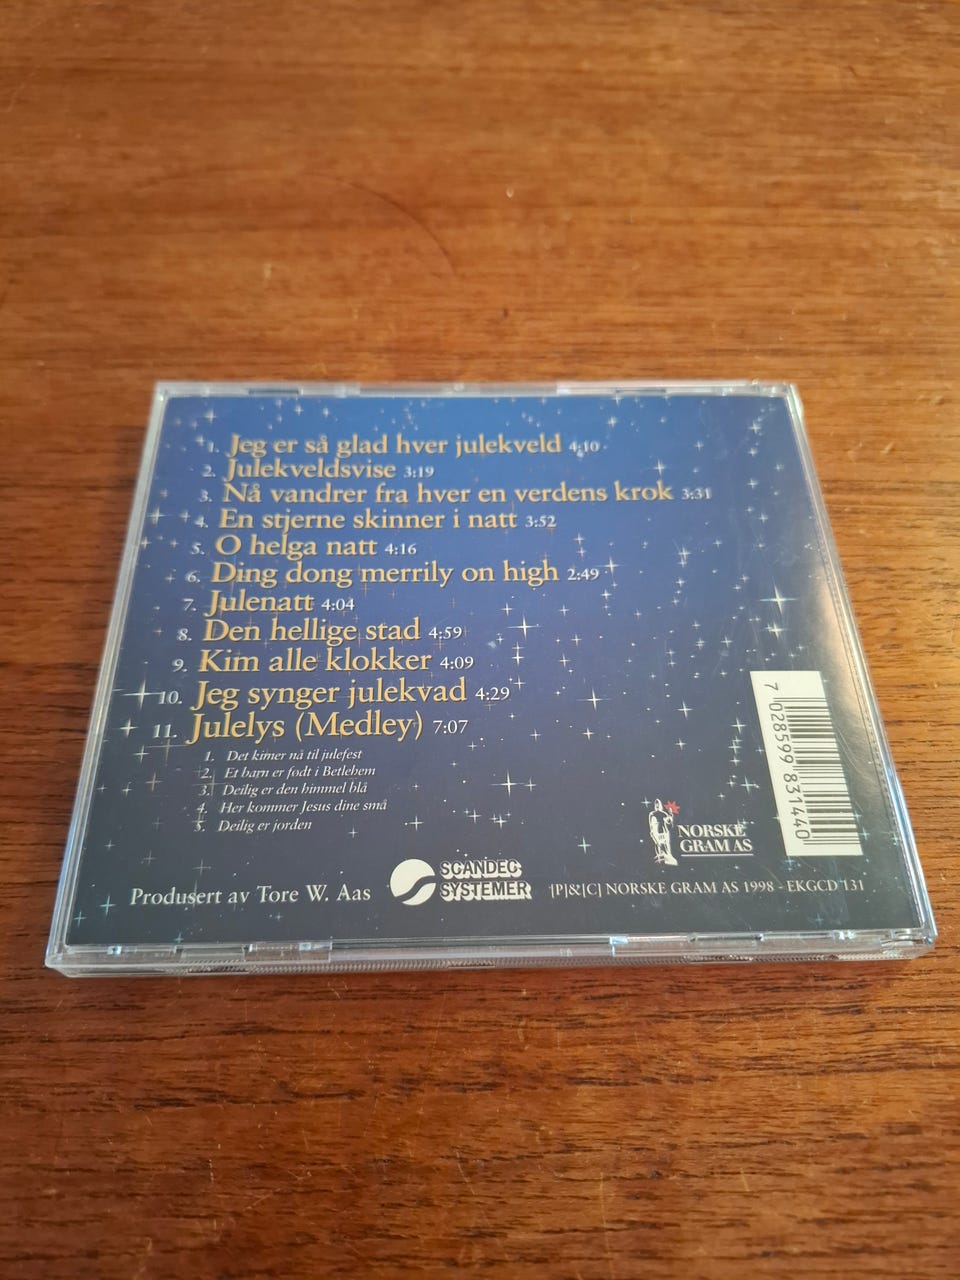 1. Jeg er så glad hver julekveld 4:10
2. Julekveldsvise 3:19
3. Nå vandrer fra hver en verdens krok 3:31
4. En stjerne skinner i natt 3:52
5. O helga natt 4:16
6. Ding dong merrily on high 2:49
7. Julenatt 4:04
8. Den hellige stad 4:59
9. Kim alle klokker 4:09
10. Jeg synger julekvad 4:29
11. Julelys (Medley) 7:07
1. Det kimer nå til julefest
2. Et barn er født i Betlehem
3. Deilig er den himmel blå
4. Her kommer Jesus dine små
5. Deilig er jorden
7 028599 831440
NORSKE
GRAM AS
Produsert av Tore W. Aas
SCANDEC
SYSTEMER
[P]&[C] NORSKE GRAM AS 1998 - EKGCD 131